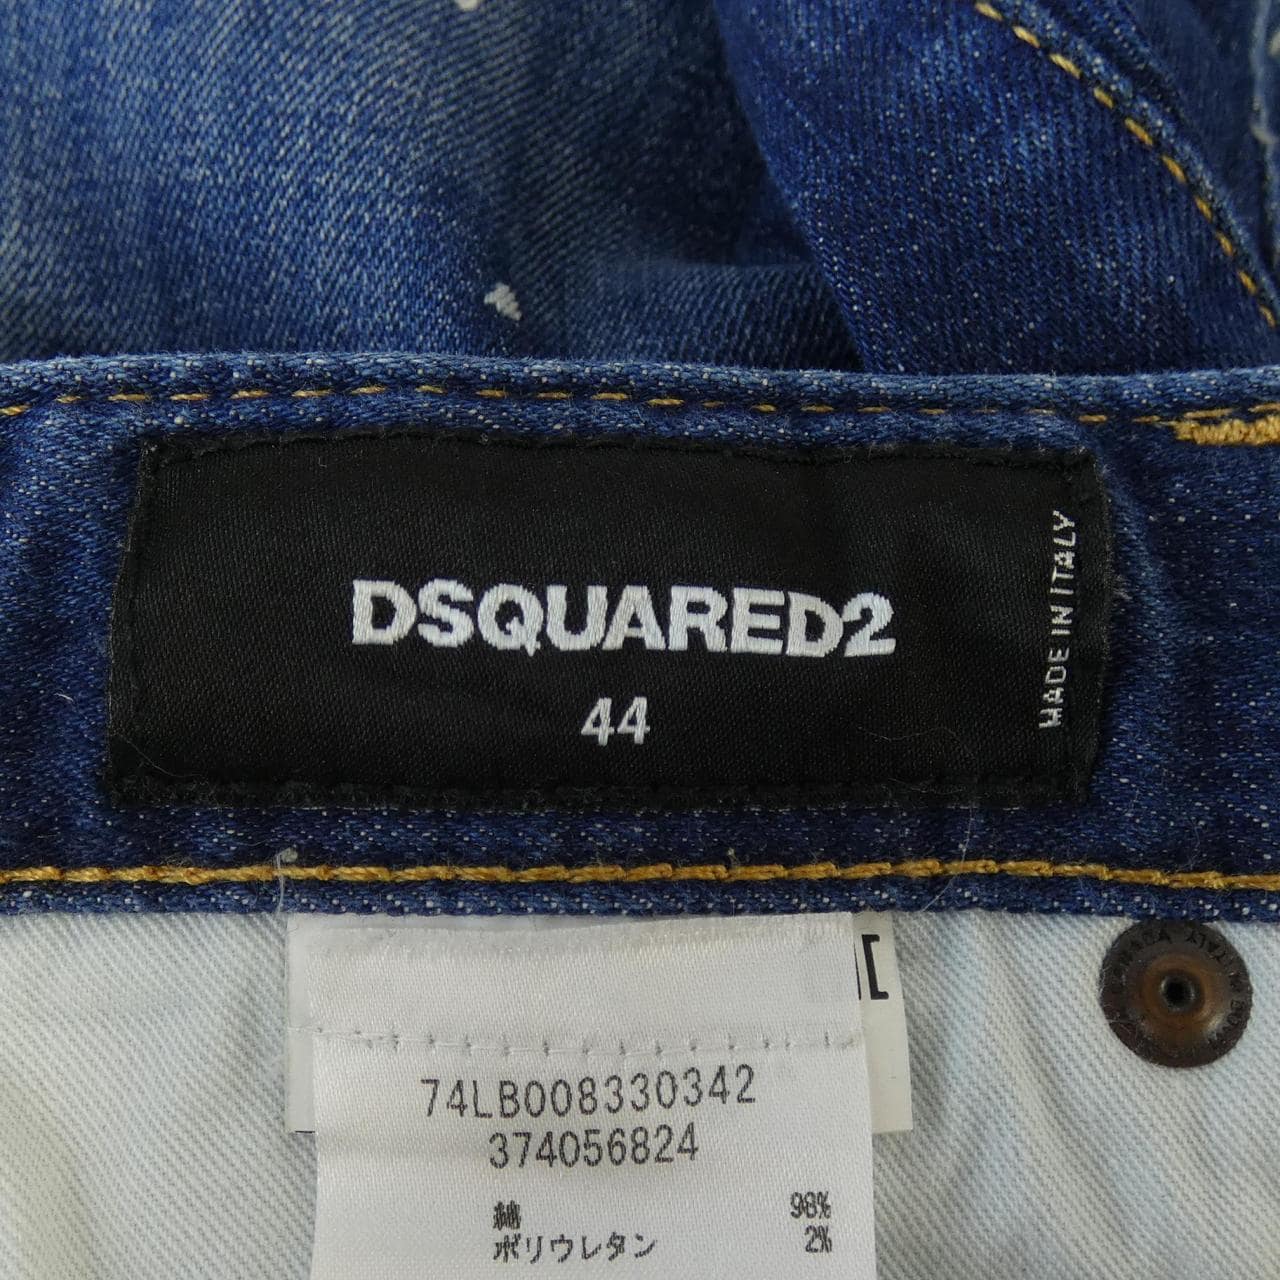 DSQUARED2
44
MADE IN ITALY
74LB008330342
374056824
綿 98%
ポリウレタン 2%